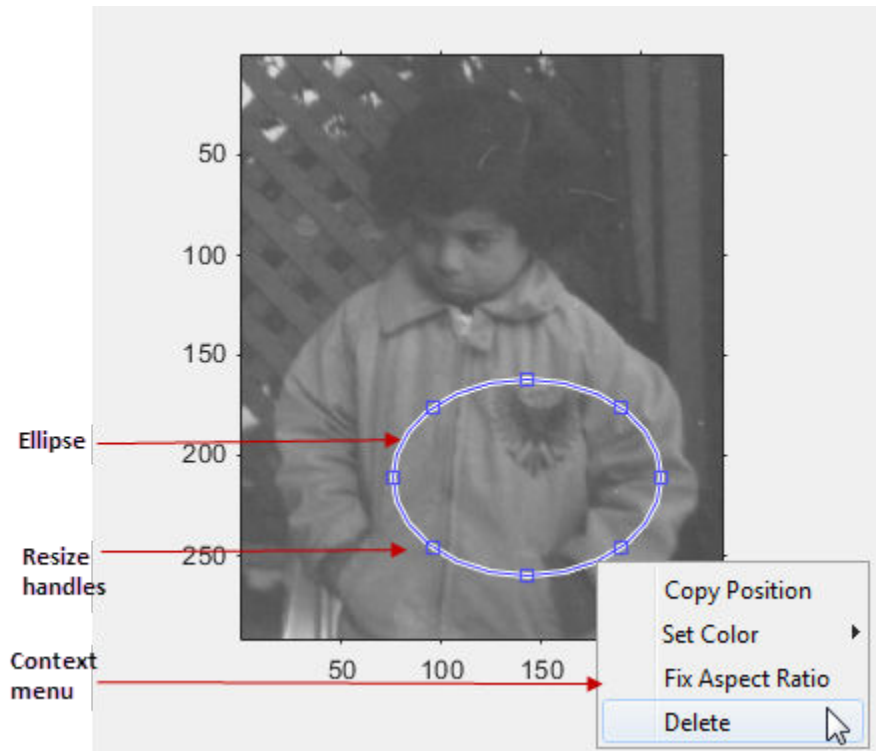 50
100
150
Ellipse
200
Resize
handles
250
Context
menu
50 100 150
Copy Position
Set Color
Fix Aspect Ratio
Delete